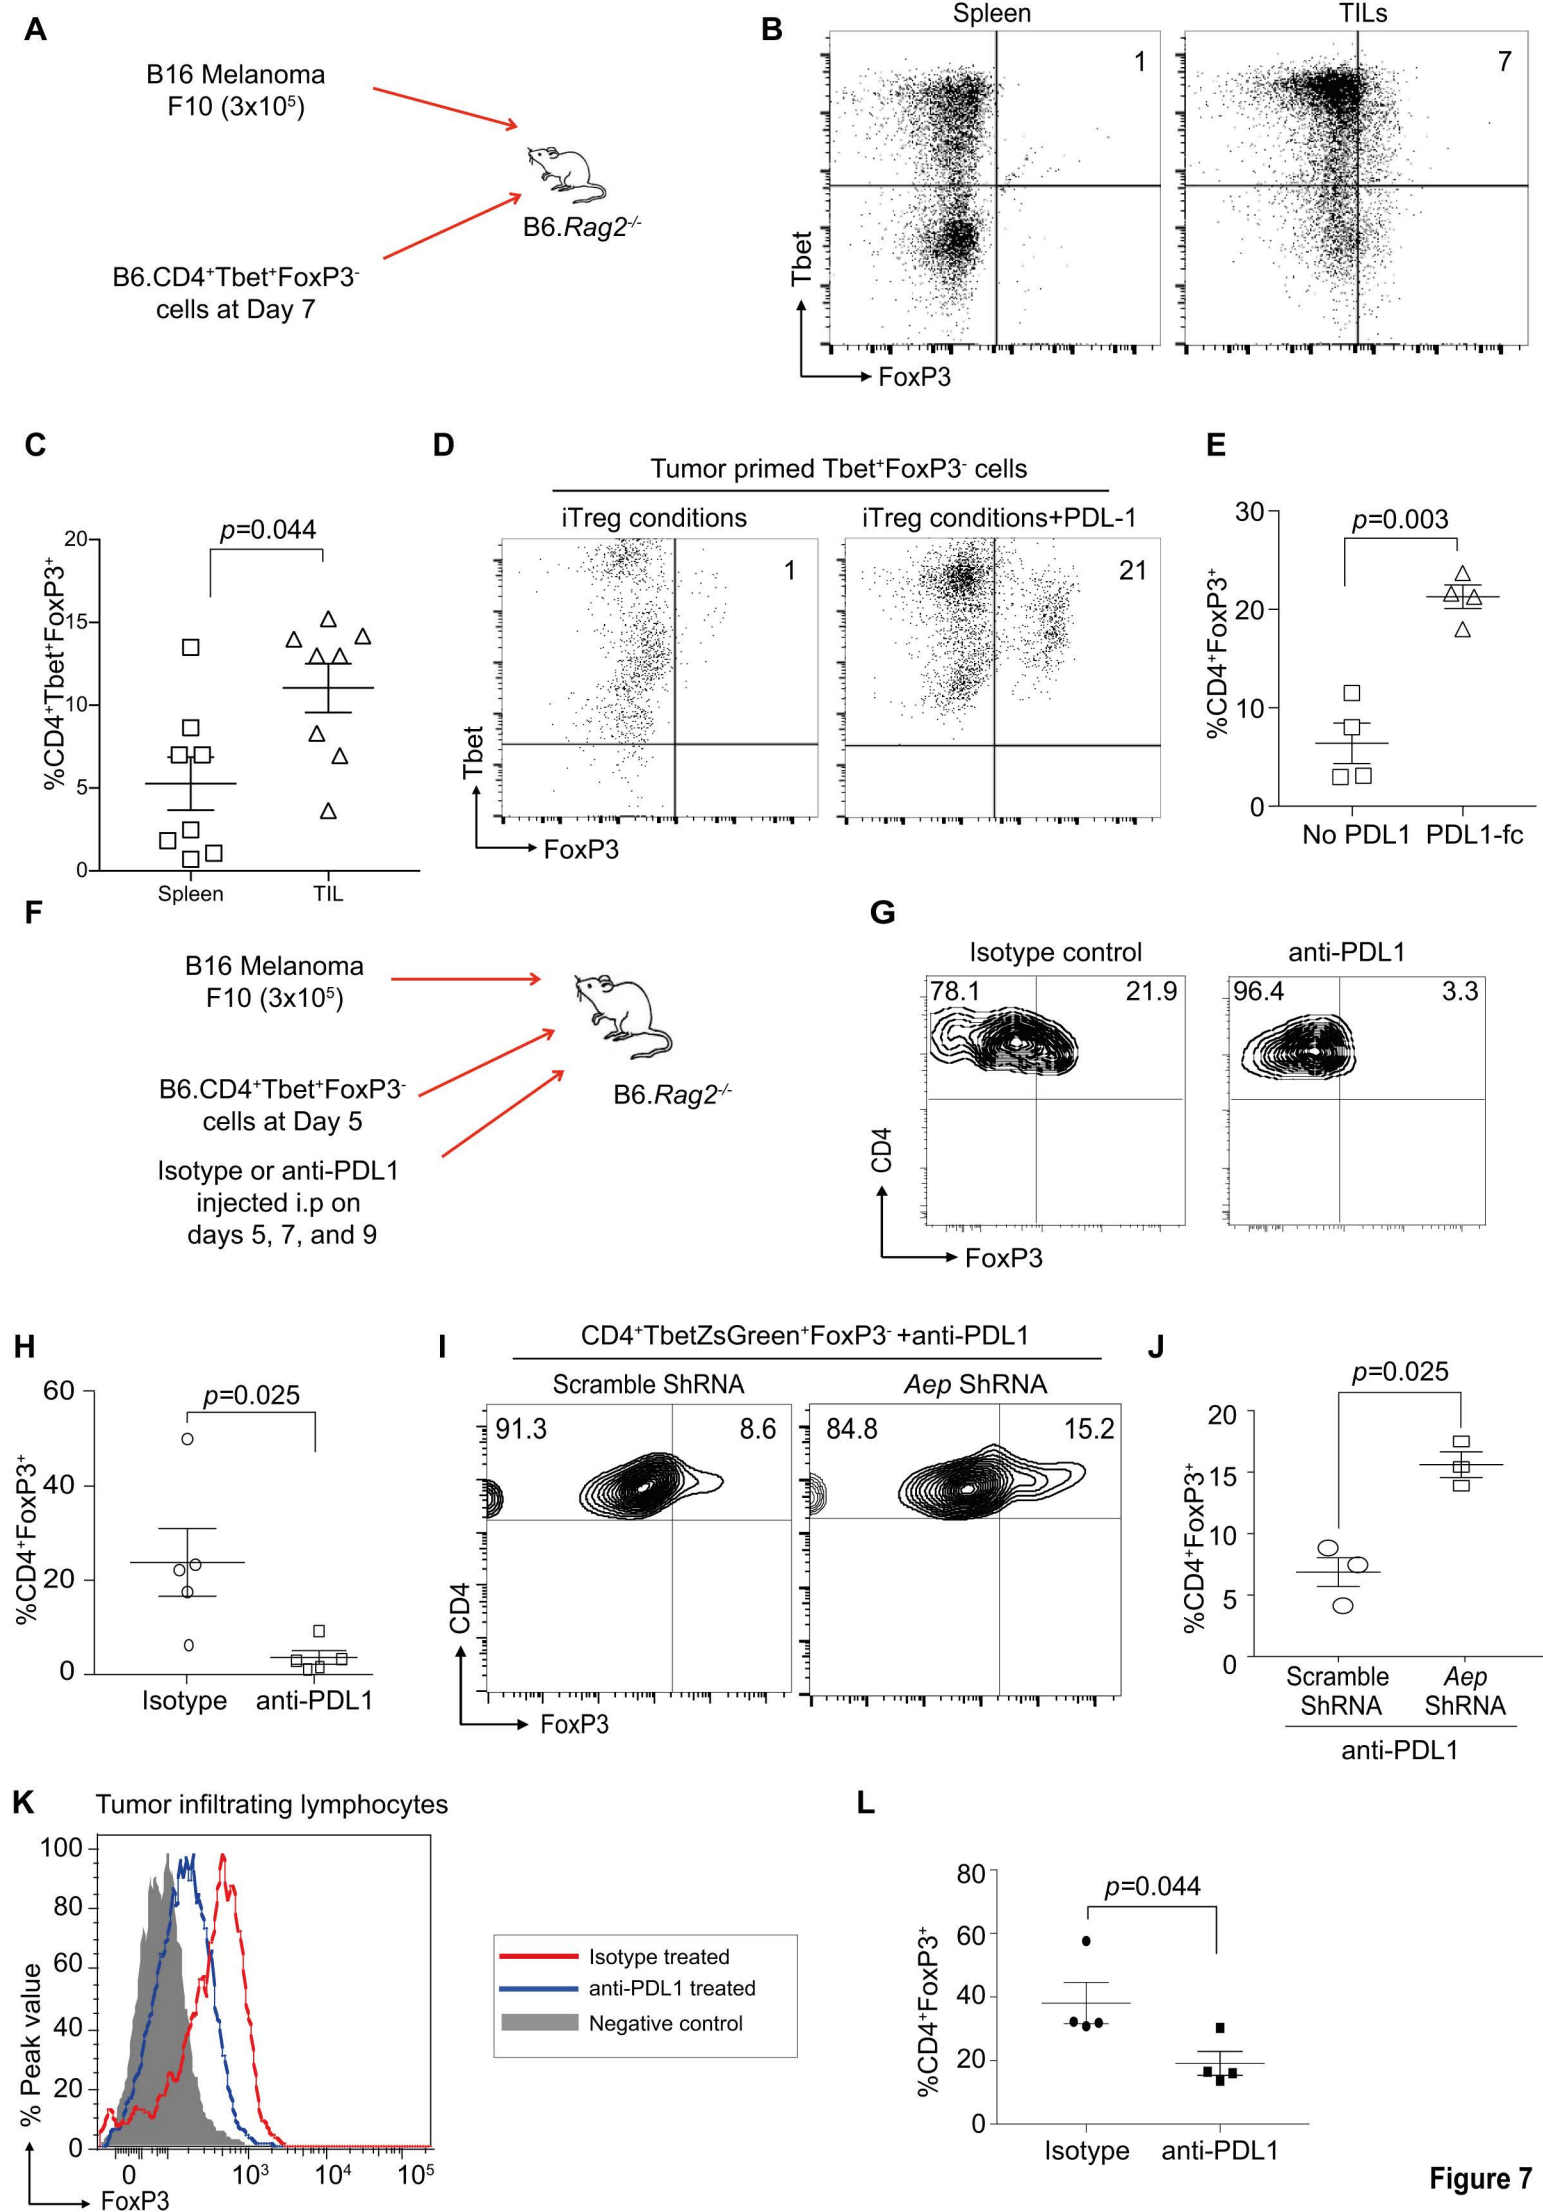 A
B16 Melanoma
F10 (3x10⁵)
B6.CD4⁺Tbet⁺FoxP3⁻
cells at Day 7
B6.Rag2⁻/⁻
B
Spleen
TILs
1
7
Tbet
FoxP3
C
p=0.044
%CD4⁺Tbet⁺FoxP3⁺
20
15
10
5
0
Spleen
TIL
D
Tumor primed Tbet⁺FoxP3⁻ cells
iTreg conditions
iTreg conditions+PDL-1
1
21
Tbet
FoxP3
E
p=0.003
%CD4⁺FoxP3⁺
30
20
10
0
No PDL1
PDL1-fc
F
B16 Melanoma
F10 (3x10⁵)
B6.CD4⁺Tbet⁺FoxP3⁻
cells at Day 5
Isotype or anti-PDL1
injected i.p on
days 5, 7, and 9
B6.Rag2⁻/⁻
G
Isotype control
anti-PDL1
78.1
21.9
96.4
3.3
CD4
FoxP3
H
p=0.025
%CD4⁺FoxP3⁺
60
40
20
0
Isotype
anti-PDL1
I
CD4⁺TbetZsGreen⁺FoxP3⁻ +anti-PDL1
Scramble ShRNA
Aep ShRNA
91.3
8.6
84.8
15.2
CD4
FoxP3
J
p=0.025
%CD4⁺FoxP3⁺
20
15
10
5
0
Scramble
ShRNA
Aep
ShRNA
anti-PDL1
K
Tumor infiltrating lymphocytes
% Peak value
100
80
60
40
20
0
0
10³
10⁴
10⁵
FoxP3
Isotype treated
anti-PDL1 treated
Negative control
L
p=0.044
%CD4⁺FoxP3⁺
80
60
40
20
0
Isotype
anti-PDL1
Figure 7